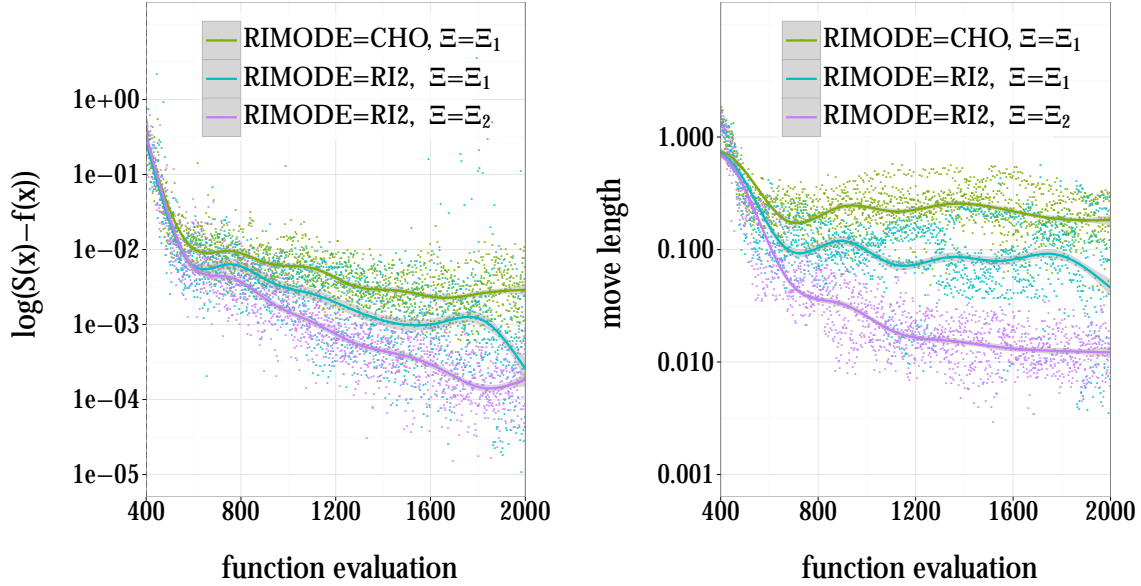 RIMODE=CHO, Ξ=Ξ₁
RIMODE=RI2, Ξ=Ξ₁
RIMODE=RI2, Ξ=Ξ₂
1e+00
1e−01
1e−02
1e−03
1e−04
1e−05
log(S(x)−f(x))
400 800 1200 1600 2000
function evaluation
RIMODE=CHO, Ξ=Ξ₁
RIMODE=RI2, Ξ=Ξ₁
RIMODE=RI2, Ξ=Ξ₂
1.000
0.100
0.010
0.001
move length
400 800 1200 1600 2000
function evaluation